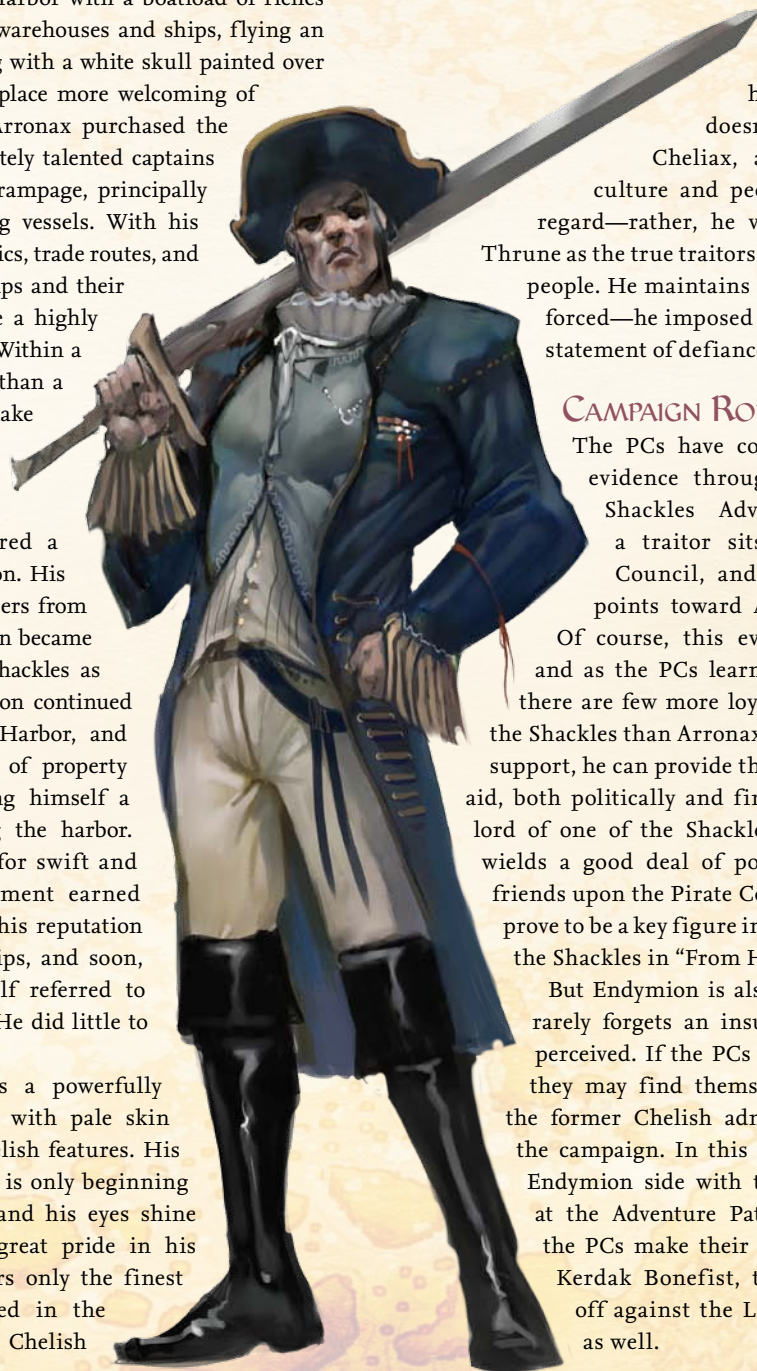 harbor with a boatload of riches
warehouses and ships, flying an
with a white skull painted over
place more welcoming of
Arronax purchased the
tely talented captains
rampage, principally
g vessels. With his
ics, trade routes, and
ps and their
e a highly
Within a
than a
ake
red a
on. His
ers from
n became
hackles as
on continued
Harbor, and
of property
ng himself a
the harbor.
for swift and
ment earned
his reputation
ips, and soon,
lf referred to
He did little to
s a powerfully
with pale skin
elish features. His
is only beginning
and his eyes shine
great pride in his
rs only the finest
ed in the
Chelish
h
doesn
Cheliax, a
culture and peo
regard—rather, he v
Thrune as the true traitors
people. He maintains
forced—he imposed
statement of defiance
Campaign Ro
The PCs have co
evidence throug
Shackles Adv
a traitor sits
Council, and
points toward A
Of course, this ev
and as the PCs learn
there are few more loy
the Shackles than Arronax
support, he can provide th
aid, both politically and fin
lord of one of the Shackle
wields a good deal of po
friends upon the Pirate Co
prove to be a key figure in
the Shackles in “From H
But Endymion is als
rarely forgets an insu
perceived. If the PCs
they may find thems
the former Chelish adm
the campaign. In this
Endymion side with t
at the Adventure Pat
the PCs make their
Kerdak Bonefist, t
off against the L
as well.